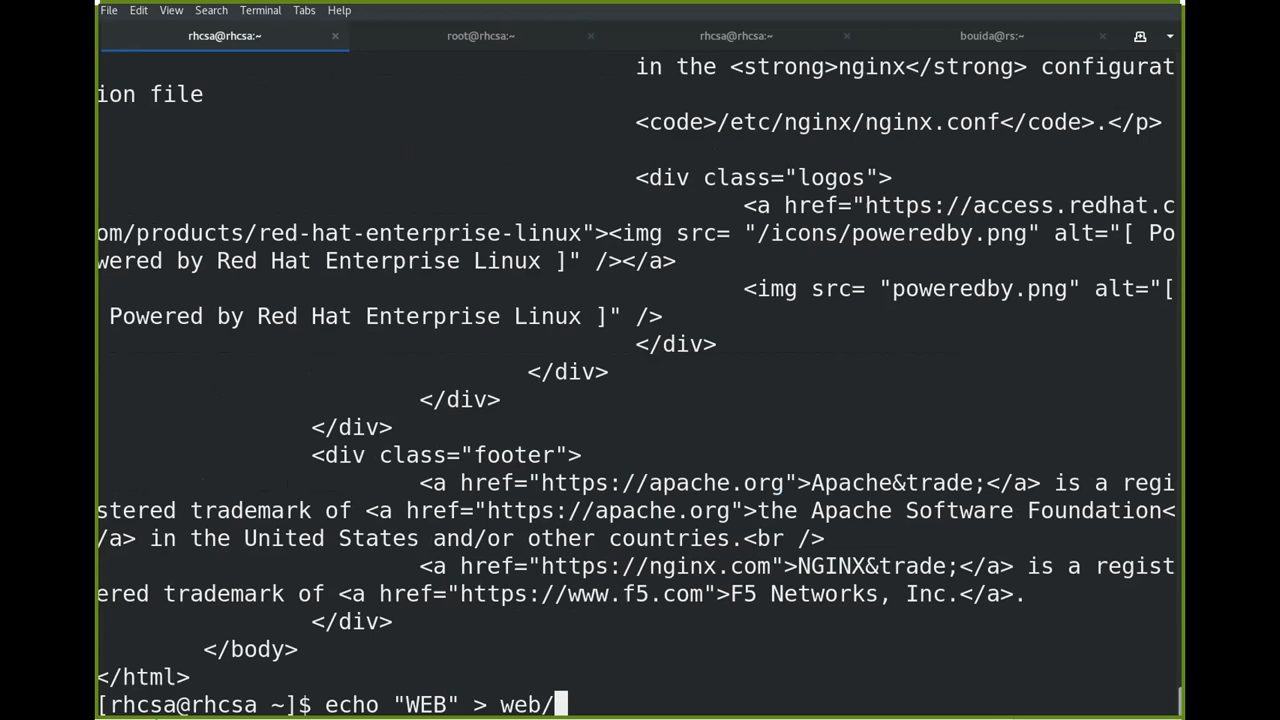 File Edit View Search Terminal Tabs Help
rhcsa@rhcsa:~ × root@rhcsa:~ × rhcsa@rhcsa:~ × bouida@rs:~ ×
in the <strong>nginx</strong> configurat
ion file
<code>/etc/nginx/nginx.conf</code>.</p>
<div class="logos">
<a href="https://access.redhat.c
om/products/red-hat-enterprise-linux"><img src= "/icons/poweredby.png" alt="[ Po
wered by Red Hat Enterprise Linux ]" /></a>
<img src= "poweredby.png" alt="[
Powered by Red Hat Enterprise Linux ]" />
</div>
</div>
</div>
</div>
<div class="footer">
<a href="https://apache.org">Apache&trade;</a> is a regi
stered trademark of <a href="https://apache.org">the Apache Software Foundation<
/a> in the United States and/or other countries.<br />
<a href="https://nginx.com">NGINX&trade;</a> is a regist
ered trademark of <a href="https://www.f5.com">F5 Networks, Inc.</a>.
</div>
</body>
</html>
[rhcsa@rhcsa ~]$ echo "WEB" > web/